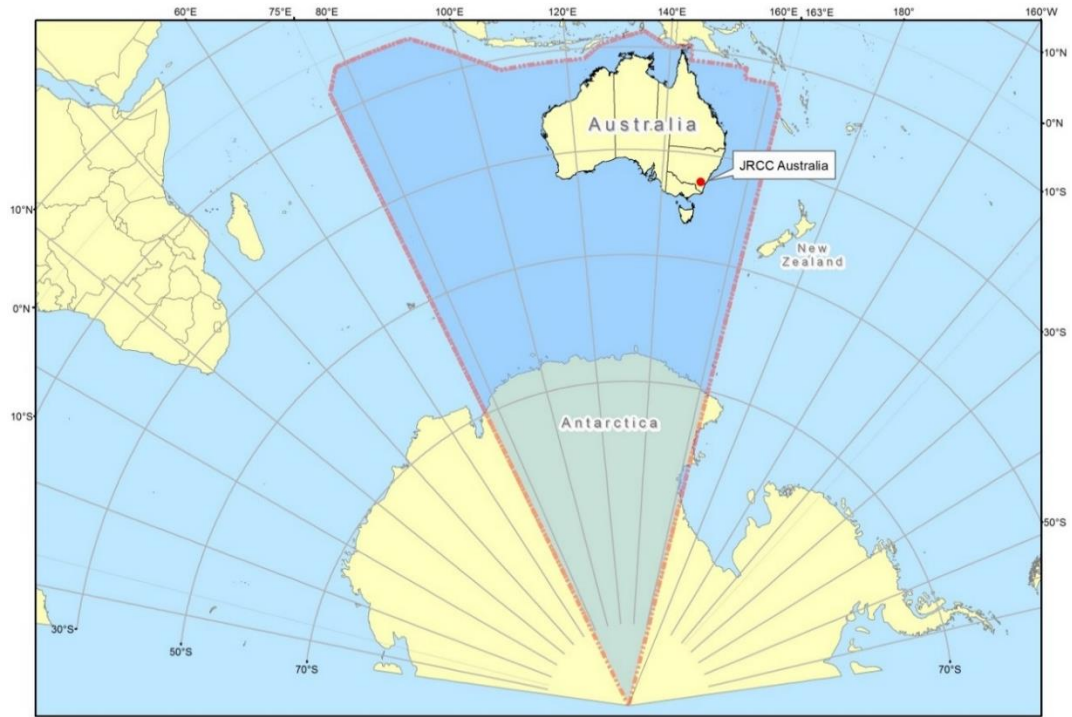 60°E
75°E
80°E
100°E
120°E
140°E
160°E
163°E
180°
160°W
10°N
0°N
10°S
30°S
50°S
Australia
JRCC Australia
New
Zealand
Antarctica
10°N
0°N
10°S
30°S
50°S
70°S
70°S